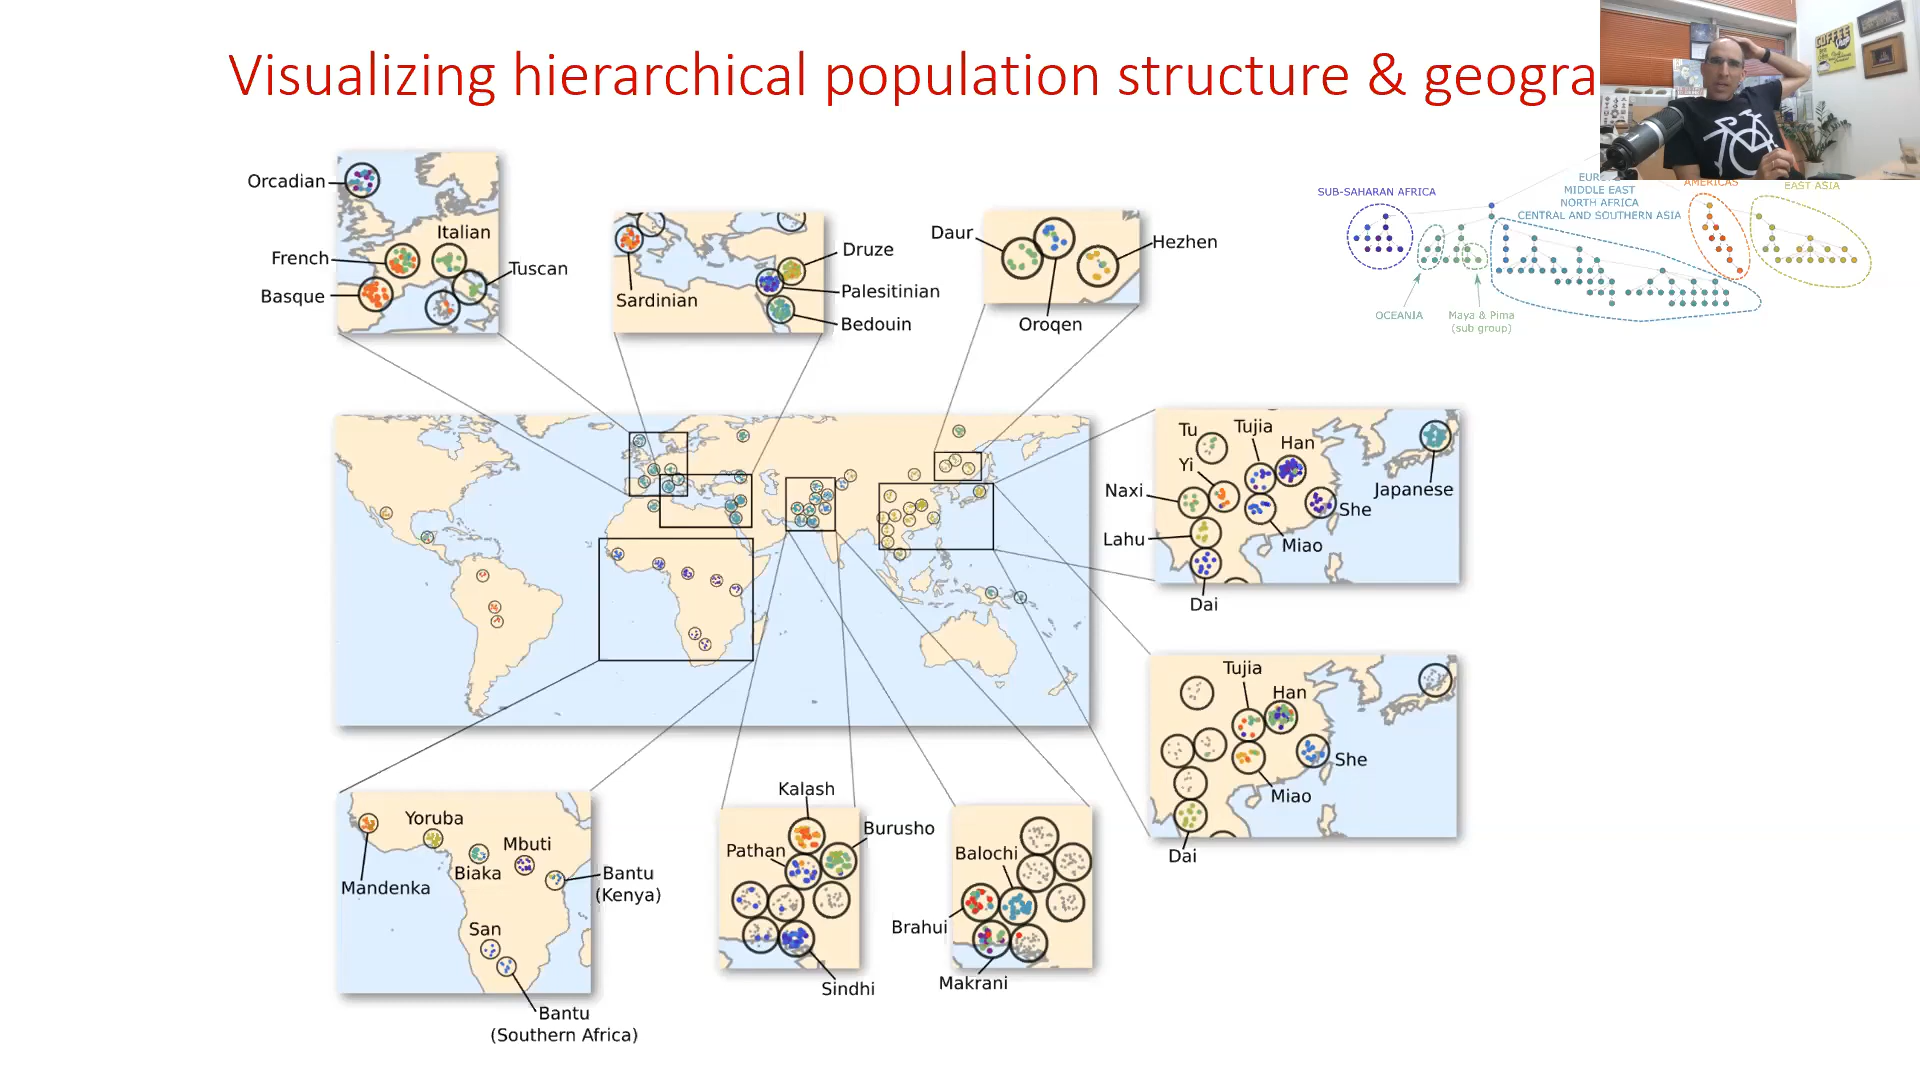 Visualizing hierarchical population structure & geogra
COFFEE
SUB-SAHARAN AFRICA
MIDDLE EAST
NORTH AFRICA
CENTRAL AND SOUTHERN ASIA
AMERICAS
EAST ASIA
OCEANIA
Maya & Pima
(sub group)
Orcadian
Italian
French
Tuscan
Basque
Druze
Palesitinian
Sardinian
Bedouin
Daur
Hezhen
Oroqen
Tu
Tujia
Han
Yi
Naxi
Japanese
She
Lahu
Miao
Dai
Tujia
Han
She
Miao
Dai
Yoruba
Mbuti
Biaka
Mandenka
Bantu
(Kenya)
San
Bantu
(Southern Africa)
Kalash
Burusho
Pathan
Sindhi
Balochi
Brahui
Makrani